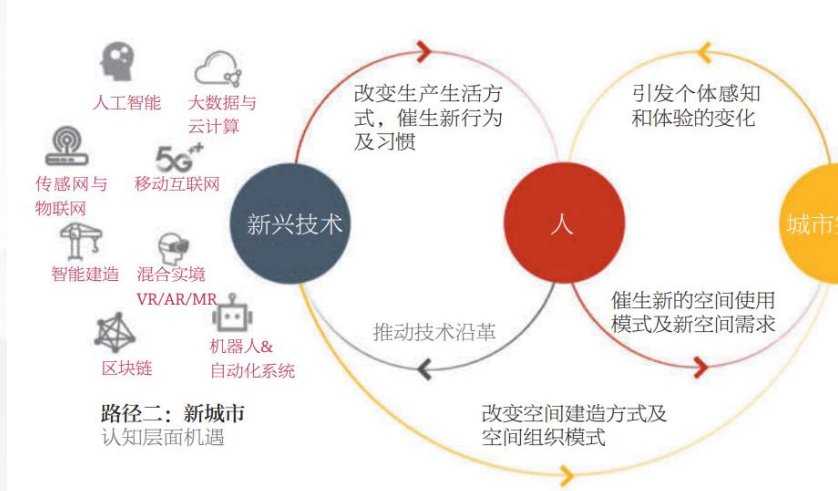 人工智能
大数据与
云计算
传感网与
物联网
5G++
移动互联网
智能建造
混合实境
VR/AR/MR
区块链
机器人&
自动化系统
新兴技术
改变生产生活方
式，催生新行为
及习惯
人
引发个体感知
和体验的变化
城市
推动技术沿革
催生新的空间使用
模式及新空间需求
改变空间建造方式及
空间组织模式
路径二：新城市
认知层面机遇